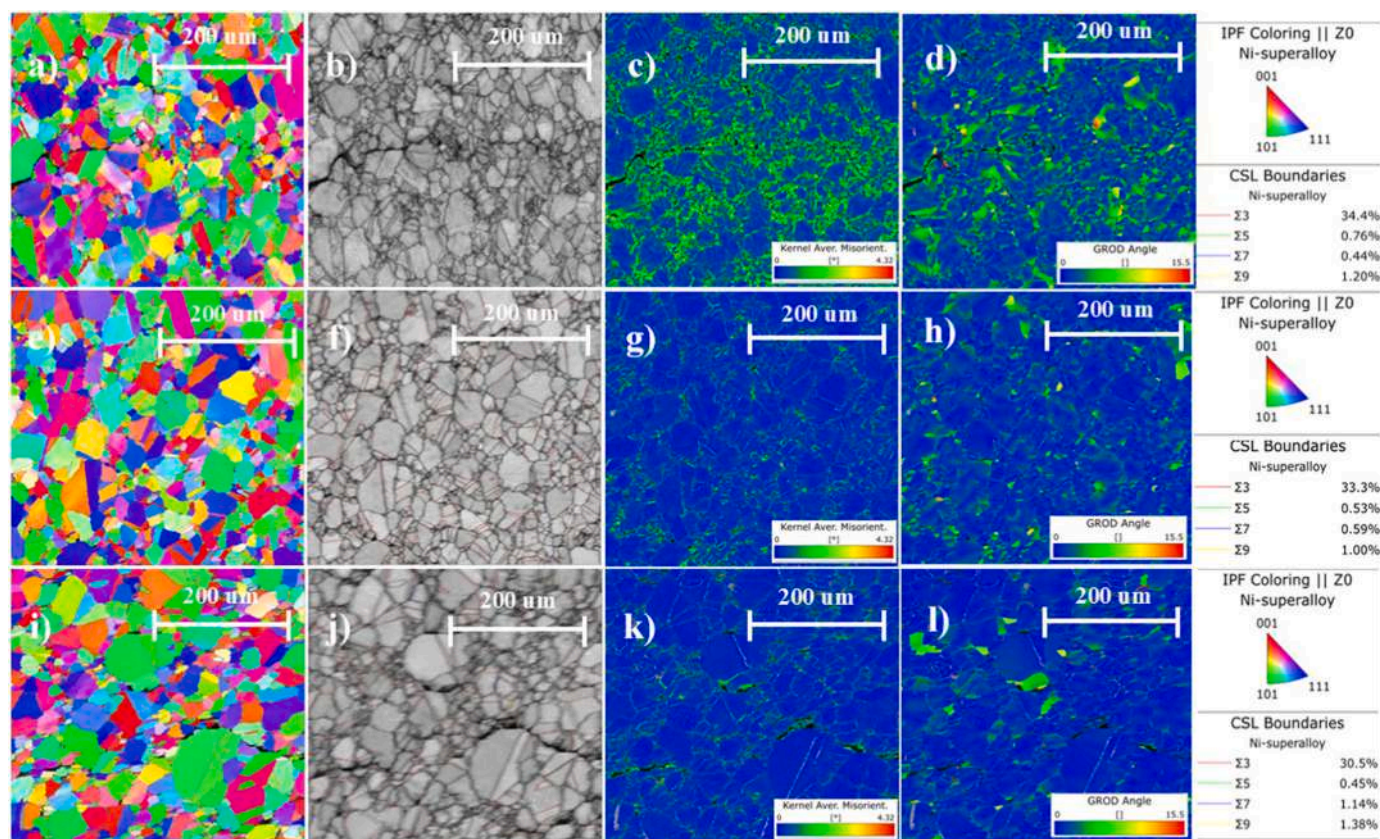 200 um
a)
200 um
b)
200 um
c)
Kernel Aver. Misorient.
[°]
0
4.32
200 um
d)
GROD Angle
[]
0
15.5
IPF Coloring || Z0
Ni-superalloy
001
101
111
CSL Boundaries
Ni-superalloy
Σ3 34.4%
Σ5 0.76%
Σ7 0.44%
Σ9 1.20%
200 um
e)
200 um
f)
200 um
g)
Kernel Aver. Misorient.
[°]
0
4.32
200 um
h)
GROD Angle
[]
0
15.5
IPF Coloring || Z0
Ni-superalloy
001
101
111
CSL Boundaries
Ni-superalloy
Σ3 33.3%
Σ5 0.53%
Σ7 0.59%
Σ9 1.00%
200 um
i)
200 um
j)
200 um
k)
Kernel Aver. Misorient.
[°]
0
4.32
200 um
l)
GROD Angle
[]
0
15.5
IPF Coloring || Z0
Ni-superalloy
001
101
111
CSL Boundaries
Ni-superalloy
Σ3 30.5%
Σ5 0.45%
Σ7 1.14%
Σ9 1.38%